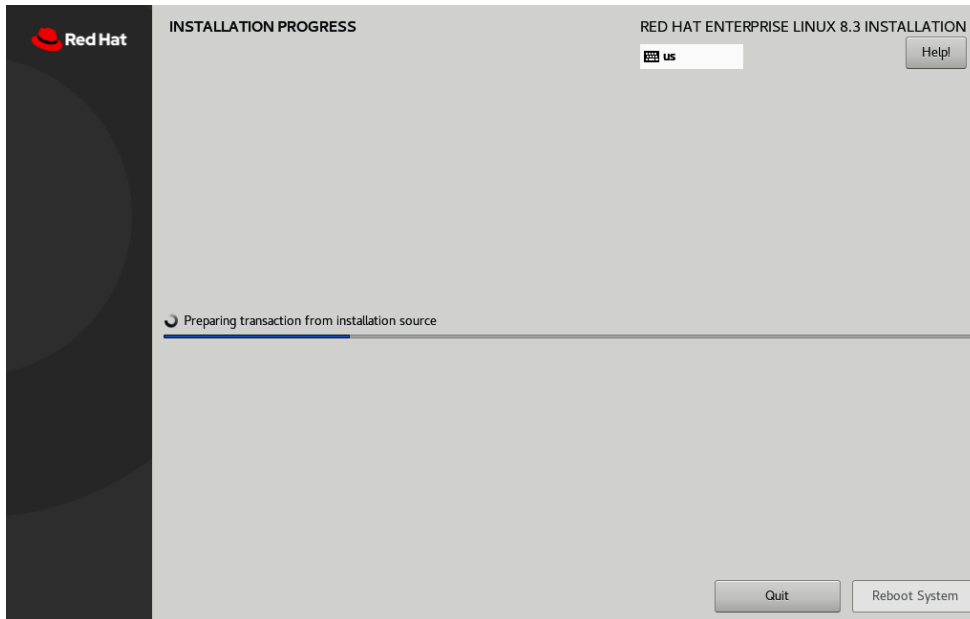 Red Hat
INSTALLATION PROGRESS
RED HAT ENTERPRISE LINUX 8.3 INSTALLATION
us
Help!
Preparing transaction from installation source
Quit
Reboot System